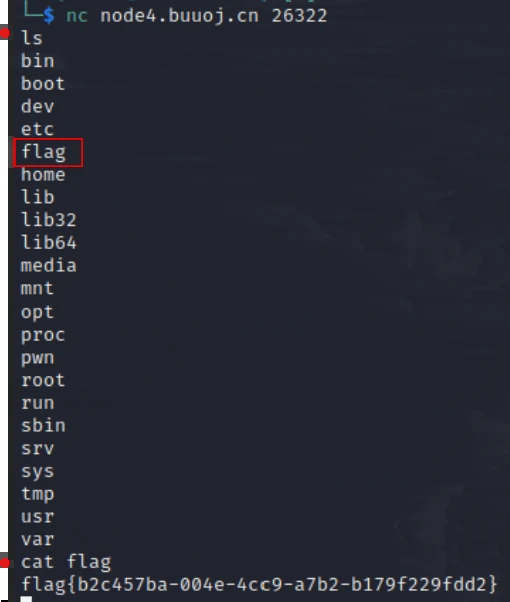 └─$ nc node4.buuoj.cn 26322
ls
bin
boot
dev
etc
flag
home
lib
lib32
lib64
media
mnt
opt
proc
pwn
root
run
sbin
srv
sys
tmp
usr
var
cat flag
flag{b2c457ba-004e-4cc9-a7b2-b179f229fdd2}